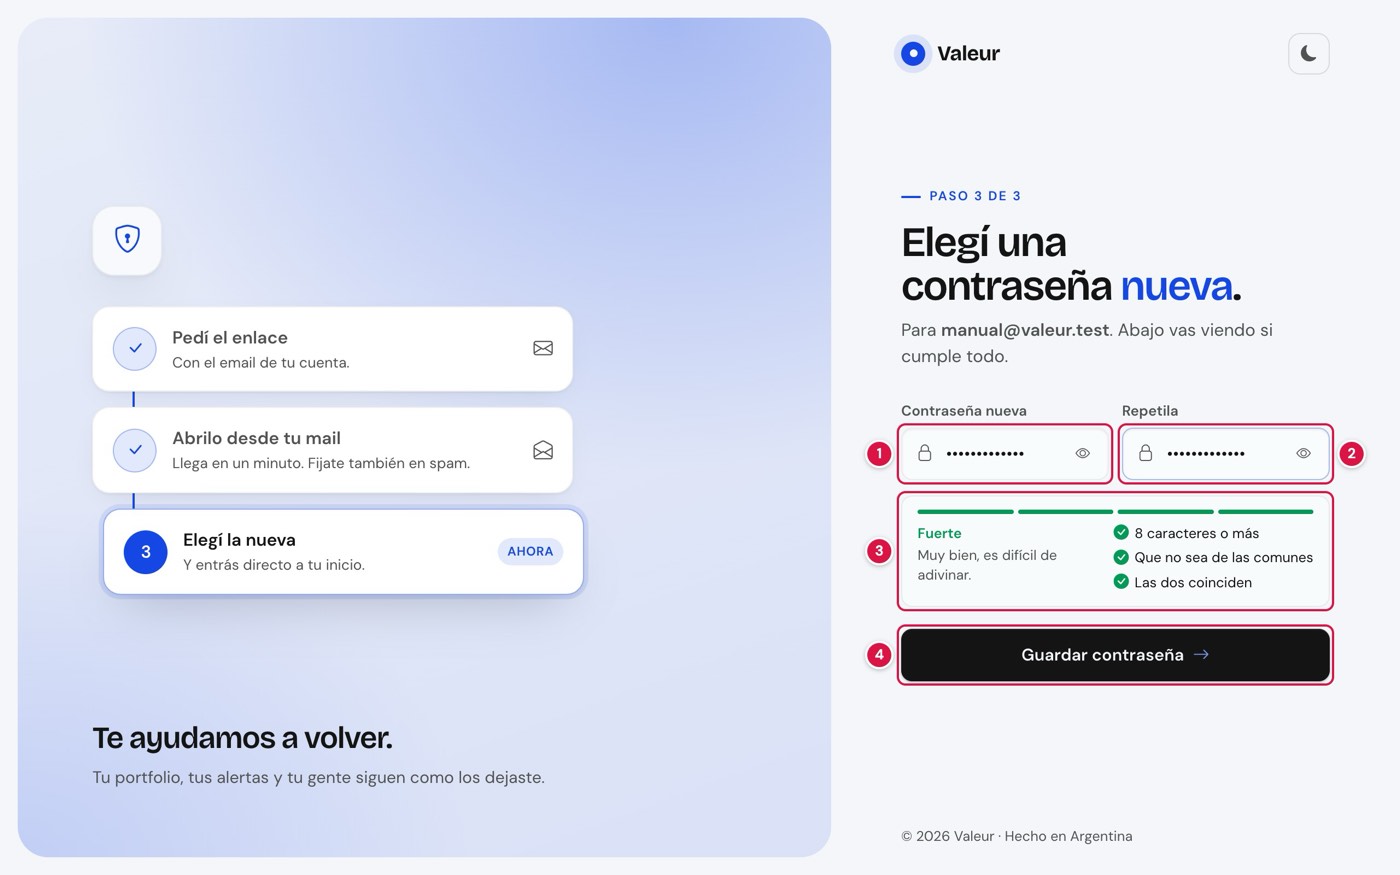 Pedí el enlace
Con el email de tu cuenta.
Abrilo desde tu mail
Llega en un minuto. Fijate también en spam.
3
Elegí la nueva
Y entrás directo a tu inicio.
AHORA
Te ayudamos a volver.
Tu portfolio, tus alertas y tu gente siguen como los dejaste.
Valeur
PASO 3 DE 3
Elegí una
contraseña nueva.
Para manual@valeur.test. Abajo vas viendo si
cumple todo.
Contraseña nueva
Repetila
1
•••••••••••••
•••••••••••••
2
3
Fuerte
Muy bien, es difícil de
adivinar.
8 caracteres o más
Que no sea de las comunes
Las dos coinciden
4
Guardar contraseña →
© 2026 Valeur · Hecho en Argentina